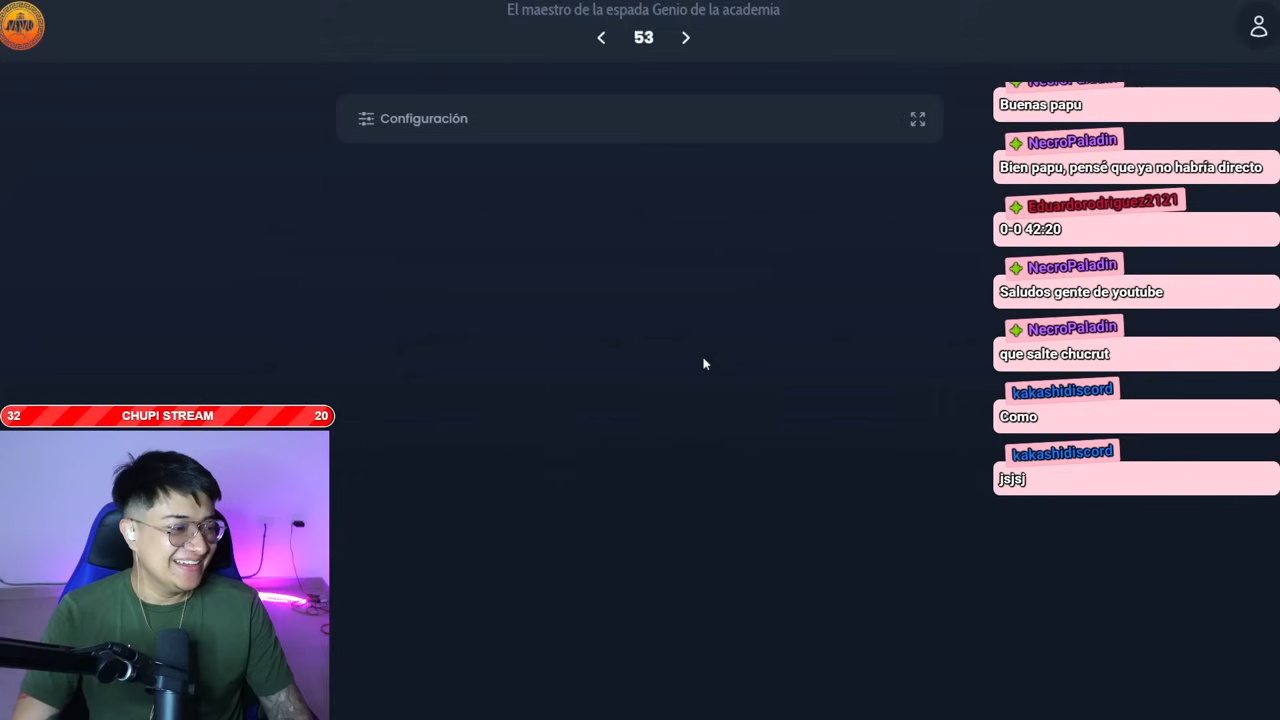 El maestro de la espada Genio de la academia
53
Configuración
Buenas papu
NecroPaladin
Bien papu, pensé que ya no habría directo
Eduardorodriguez2121
0-0 42:20
NecroPaladin
Saludos gente de youtube
NecroPaladin
que salte chucrut
kakashidiscord
Como
kakashidiscord
jsjsj
32 CHUPI STREAM 20